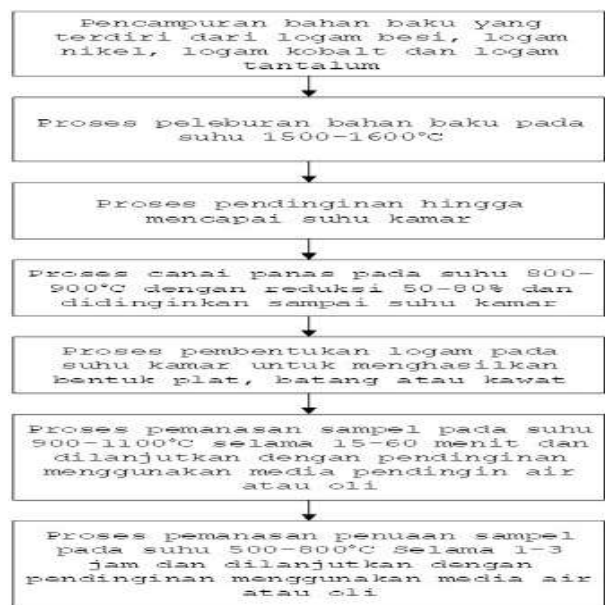 Pencampuran bahan baku yang
terdiri dari logam besi, logam
nikel, logam kobalt dan logam
tantalum
Proses peleburan bahan baku pada
suhu 1500-1600°C
Proses pendinginan hingga
mencapai suhu kamar
Proses canai panas pada suhu 800-
900°C dengan reduksi 50-80% dan
didinginkan sampai suhu kamar
Proses pembentukan logam pada
suhu kamar untuk menghasilkan
bentuk plat, batang atau kawat
Proses pemanasan sampel pada suhu
900-1100°C selama 15-60 menit dan
dilanjutkan dengan pendinginan
menggunakan media pendingin air
atau oli
Proses pemanasan penuaan sampel
pada suhu 500-800°C Selama 1-3
jam dan dilanjutkan dengan
pendinginan menggunakan media air
atau oli